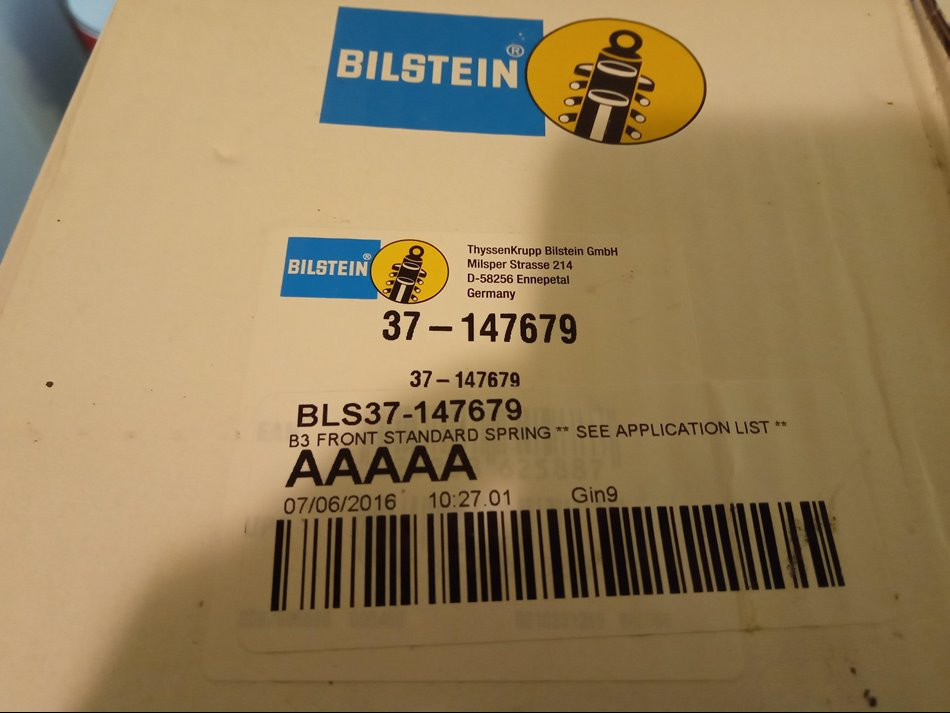 BILSTEIN®
BILSTEIN®
ThyssenKrupp Bilstein GmbH
Milsper Strasse 214
D-58256 Ennepetal
Germany
37-147679
37-147679
BLS37-147679
B3 FRONT STANDARD SPRING ** SEE APPLICATION LIST **
AAAAA
07/06/2016 10:27.01 Gin9